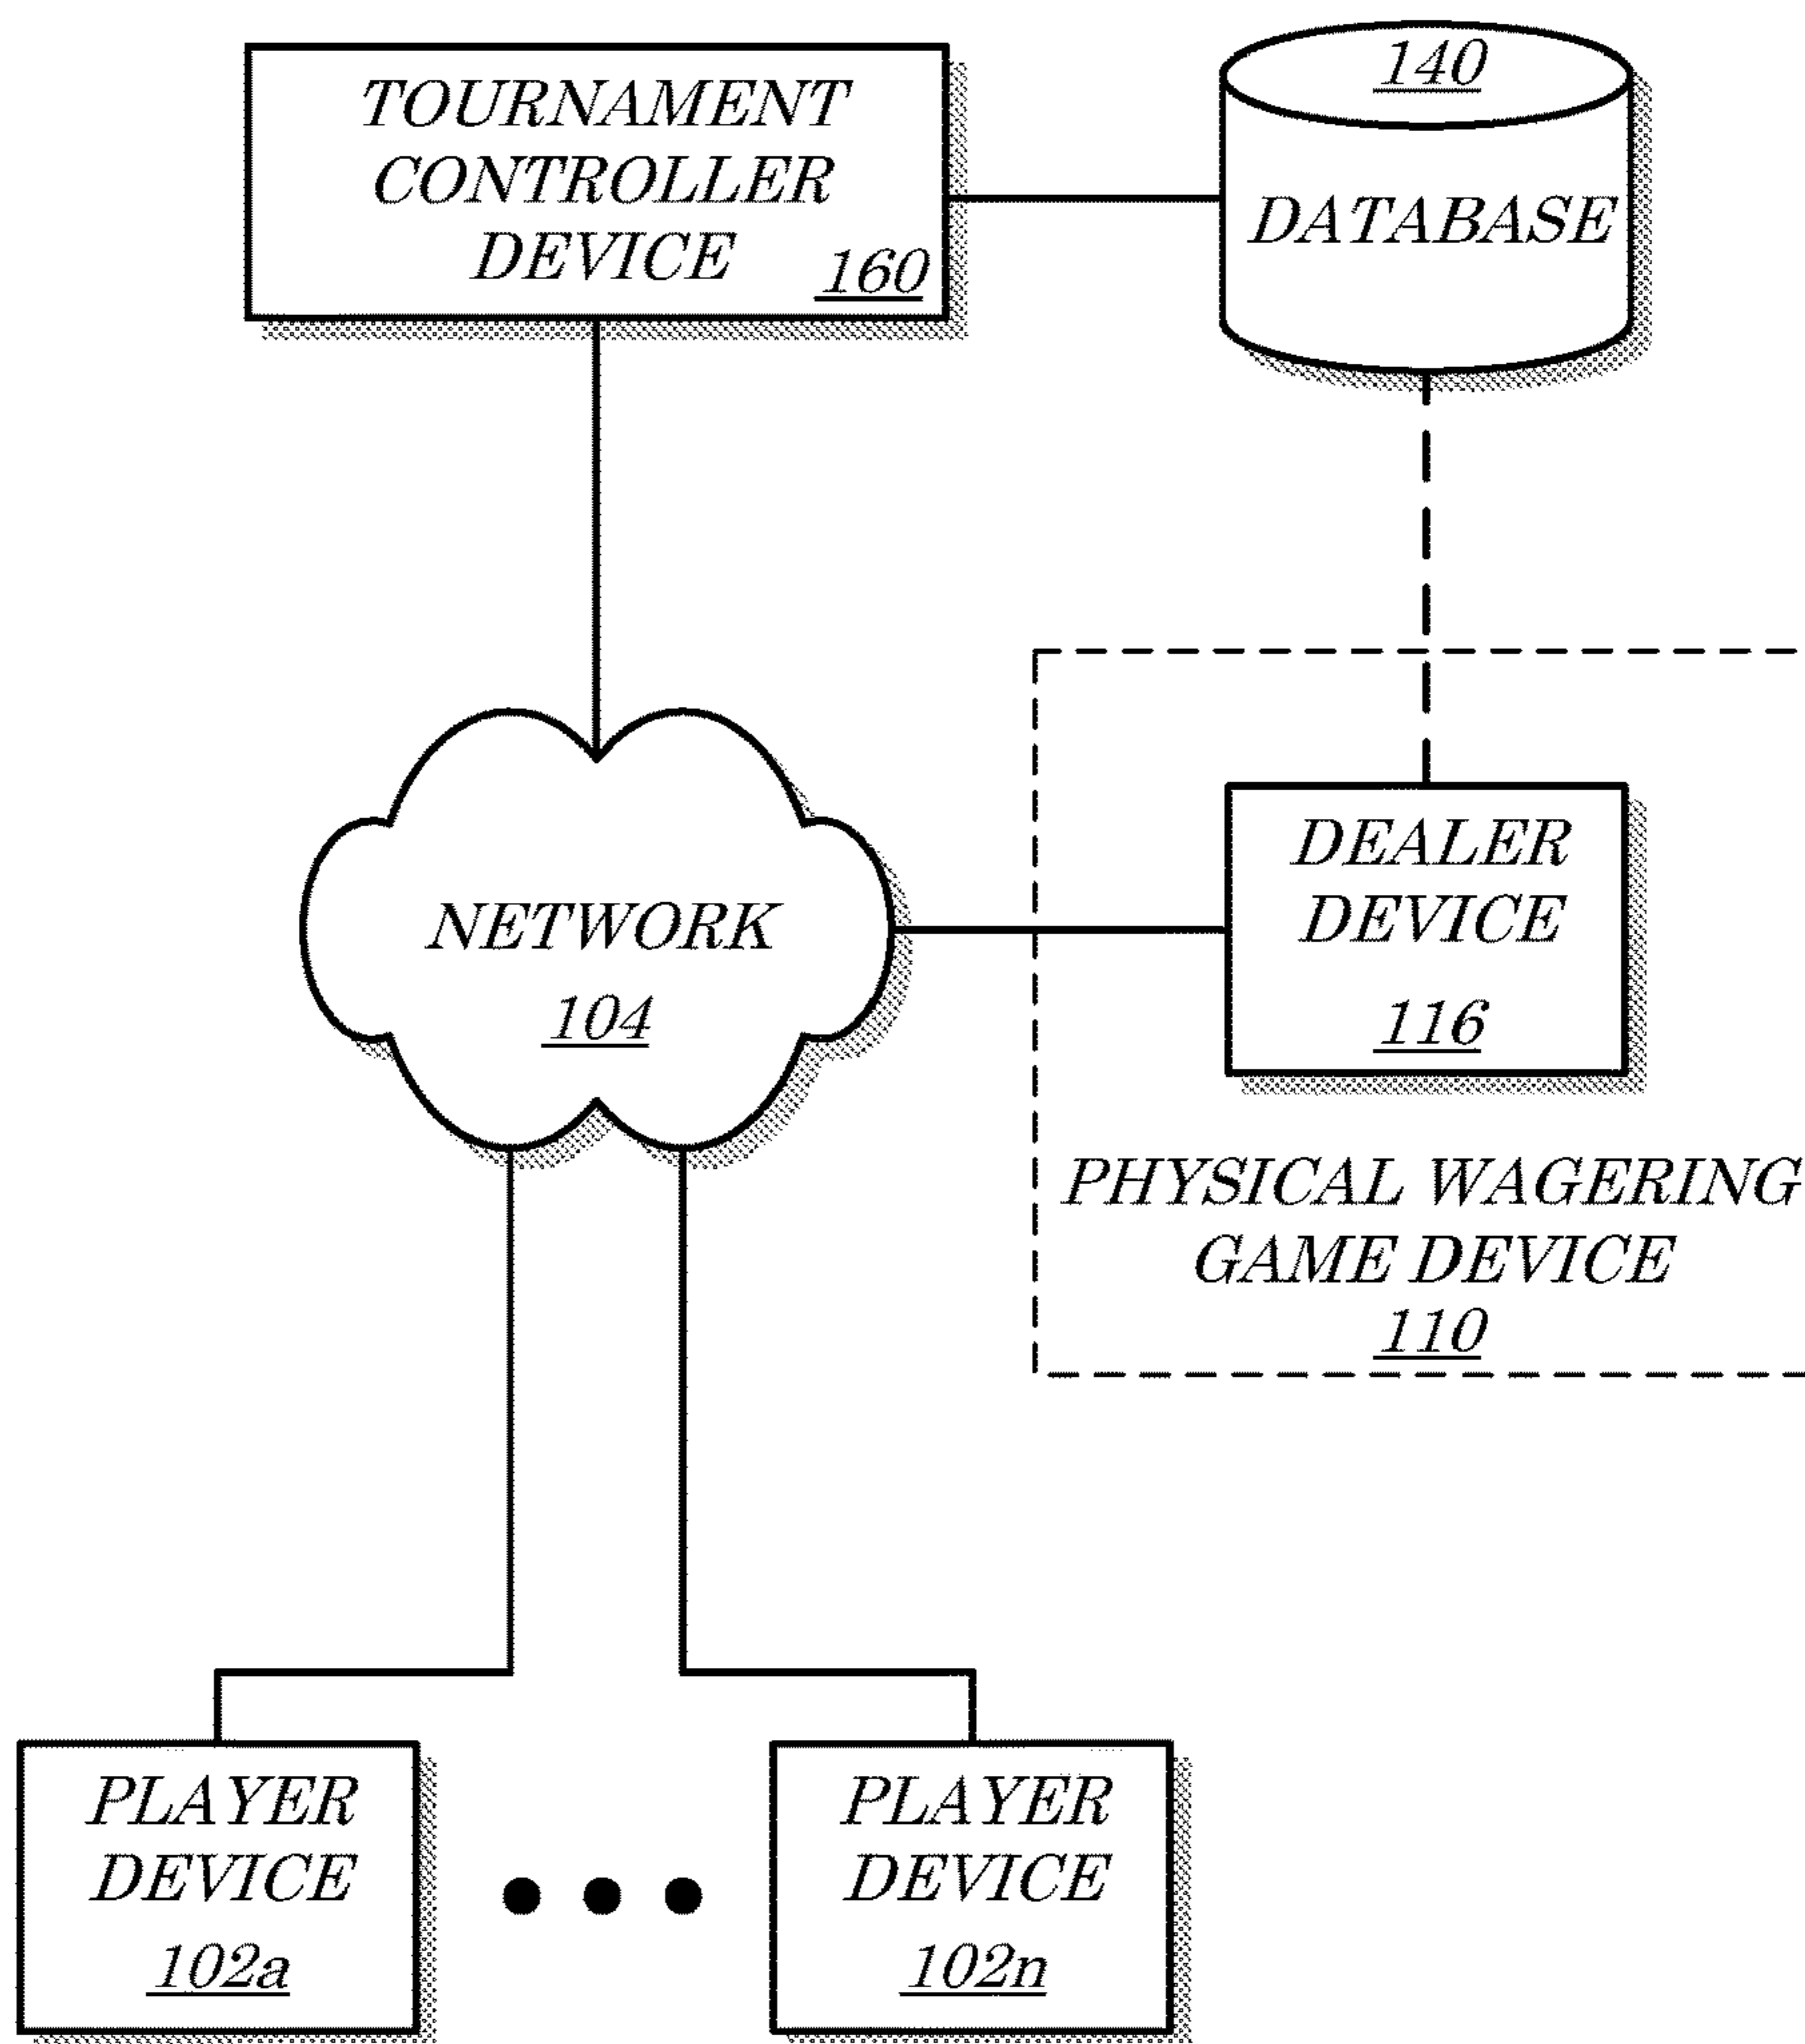 TOURNAMENT
CONTROLLER
DEVICE
160
140
DATABASE
NETWORK
104
DEALER
DEVICE
116
PHYSICAL WAGERING
GAME DEVICE
110
PLAYER
DEVICE
102a
PLAYER
DEVICE
102n